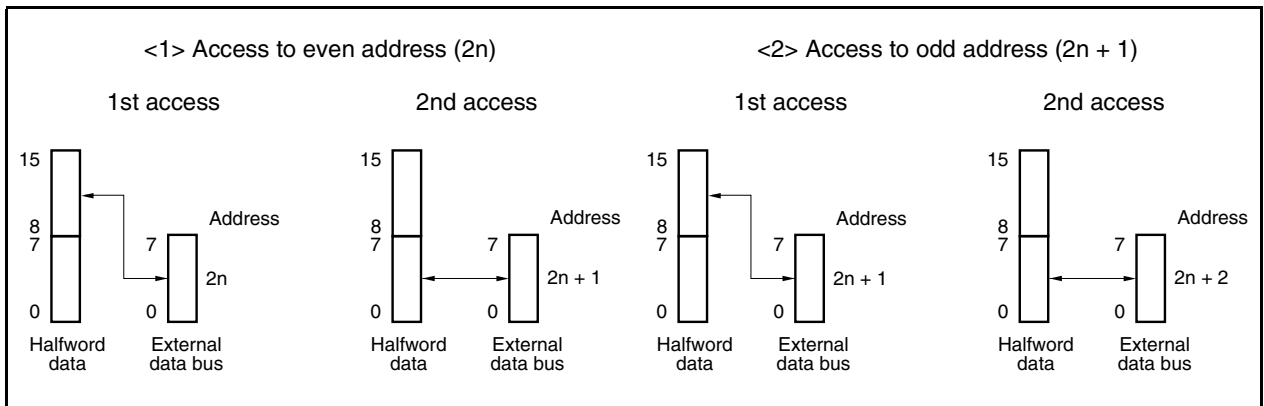 <1> Access to even address (2n)
1st access
15
8
7
0
Halfword
data
Address
7
2n
0
External
data bus
2nd access
15
8
7
0
Halfword
data
Address
7
2n + 1
0
External
data bus
<2> Access to odd address (2n + 1)
1st access
15
8
7
0
Halfword
data
Address
7
2n + 1
0
External
data bus
2nd access
15
8
7
0
Halfword
data
Address
7
2n + 2
0
External
data bus